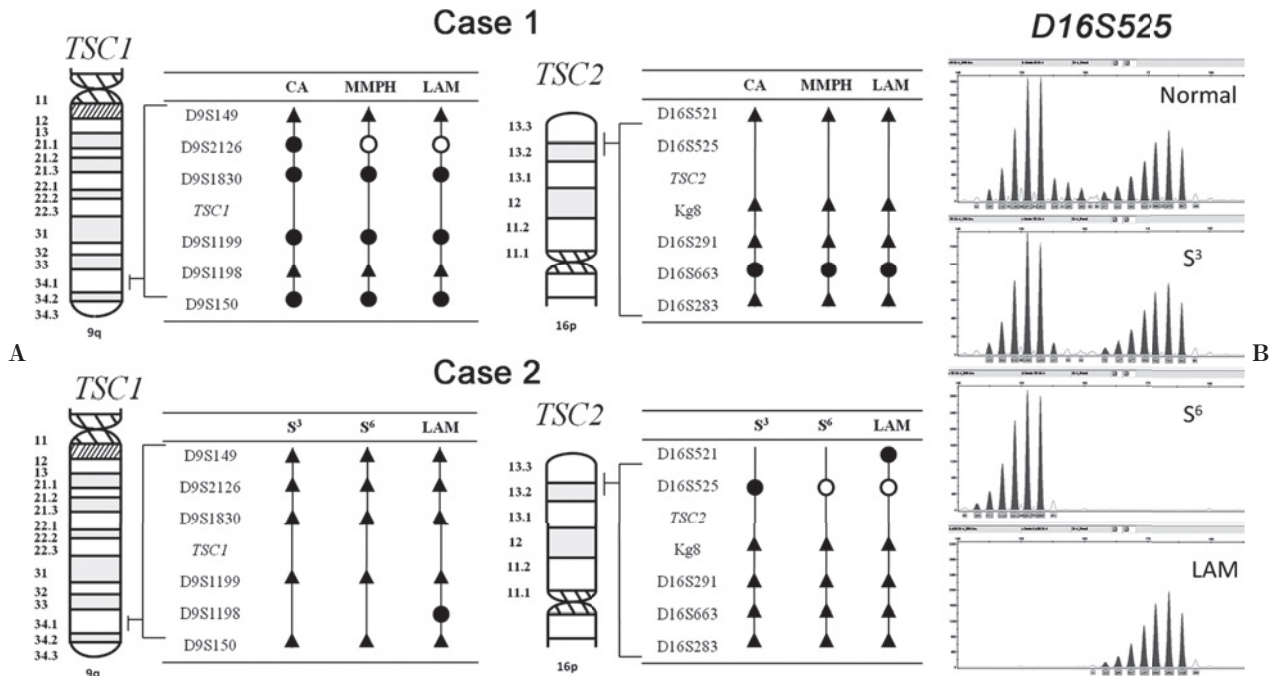 Case 1
D16S525
TSC1
CA MMPH LAM
D9S149
D9S2126
D9S1830
TSC1
D9S1199
D9S1198
D9S150
11
12
13
21.1
21.2
21.3
22.1
22.2
22.3
31
32
33
34.1
34.2
34.3
9q
TSC2
CA MMPH LAM
D16S521
D16S525
TSC2
Kg8
D16S291
D16S663
D16S283
13.3
13.2
13.1
12
11.2
11.1
16p
Normal
S³
A
B
Case 2
TSC1
S³ S⁶ LAM
D9S149
D9S2126
D9S1830
TSC1
D9S1199
D9S1198
D9S150
11
12
13
21.1
21.2
21.3
22.1
22.2
22.3
31
32
33
34.1
34.2
34.3
9q
TSC2
S³ S⁶ LAM
D16S521
D16S525
TSC2
Kg8
D16S291
D16S663
D16S283
13.3
13.2
13.1
12
11.2
11.1
16p
S⁶
LAM